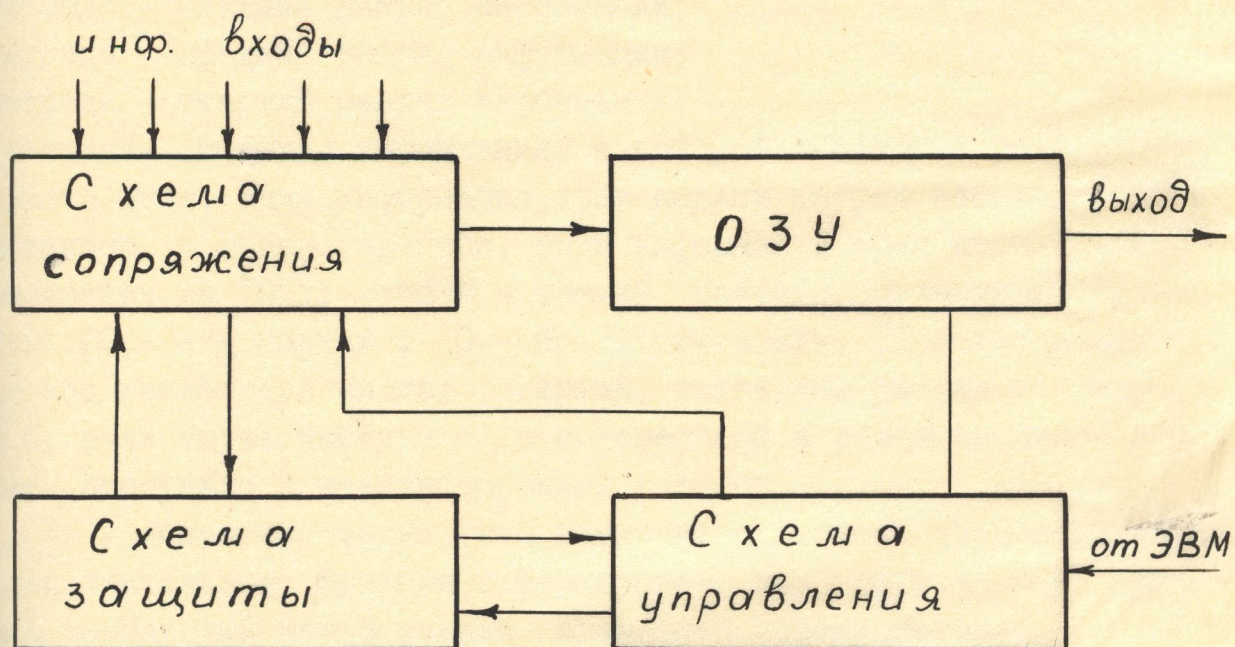 инф. входы
Схема
сопряжения
ОЗУ
выход
Схема
защиты
Схема
управления
от ЭВМ